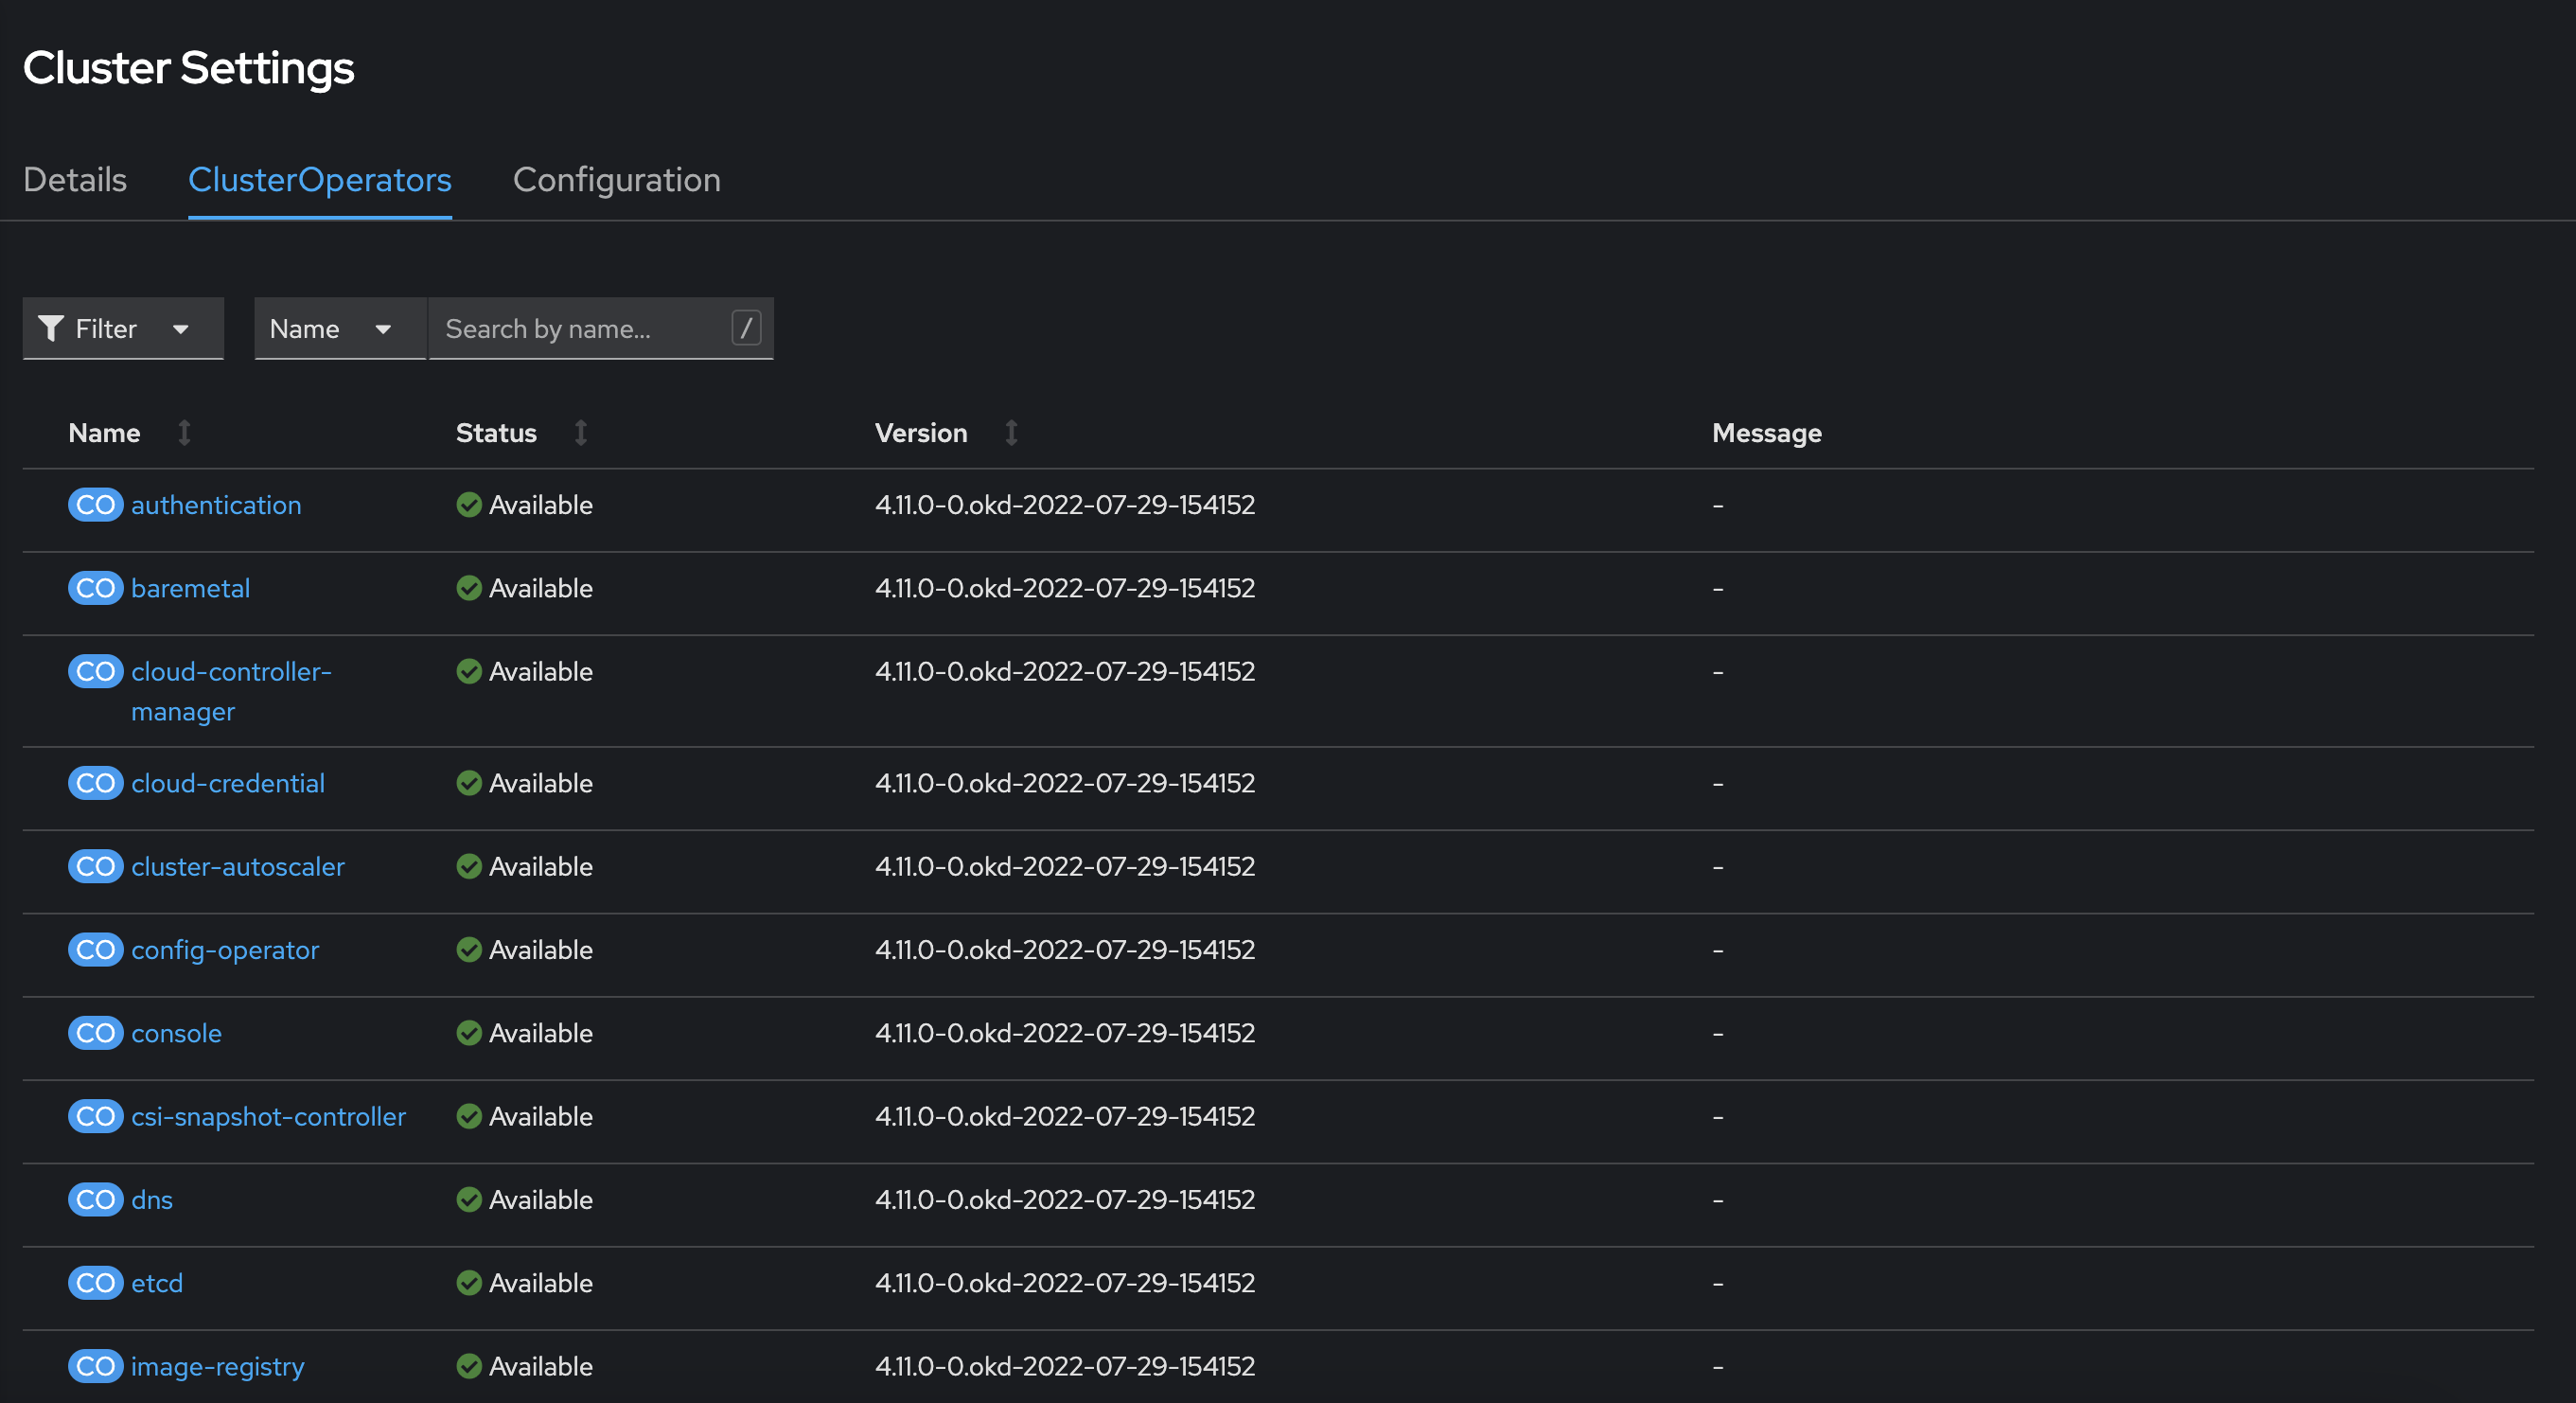 Cluster Settings
Details ClusterOperators Configuration
Filter Name Search by name... /
Name Status Version Message
CO authentication Available 4.11.0-0.okd-2022-07-29-154152 -
CO baremetal Available 4.11.0-0.okd-2022-07-29-154152 -
CO cloud-controller- Available 4.11.0-0.okd-2022-07-29-154152 -
manager
CO cloud-credential Available 4.11.0-0.okd-2022-07-29-154152 -
CO cluster-autoscaler Available 4.11.0-0.okd-2022-07-29-154152 -
CO config-operator Available 4.11.0-0.okd-2022-07-29-154152 -
CO console Available 4.11.0-0.okd-2022-07-29-154152 -
CO csi-snapshot-controller Available 4.11.0-0.okd-2022-07-29-154152 -
CO dns Available 4.11.0-0.okd-2022-07-29-154152 -
CO etcd Available 4.11.0-0.okd-2022-07-29-154152 -
CO image-registry Available 4.11.0-0.okd-2022-07-29-154152 -